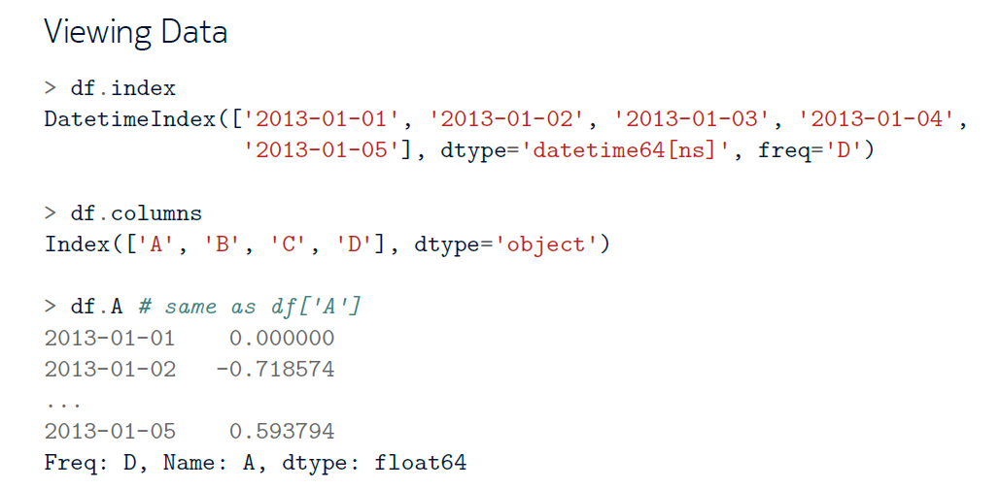 Viewing Data
> df.index
DatetimeIndex(['2013-01-01', '2013-01-02', '2013-01-03', '2013-01-04',
'2013-01-05'], dtype='datetime64[ns]', freq='D')
> df.columns
Index(['A', 'B', 'C', 'D'], dtype='object')
> df.A # same as df['A']
2013-01-01    0.000000
2013-01-02   -0.718574
...
2013-01-05    0.593794
Freq: D, Name: A, dtype: float64